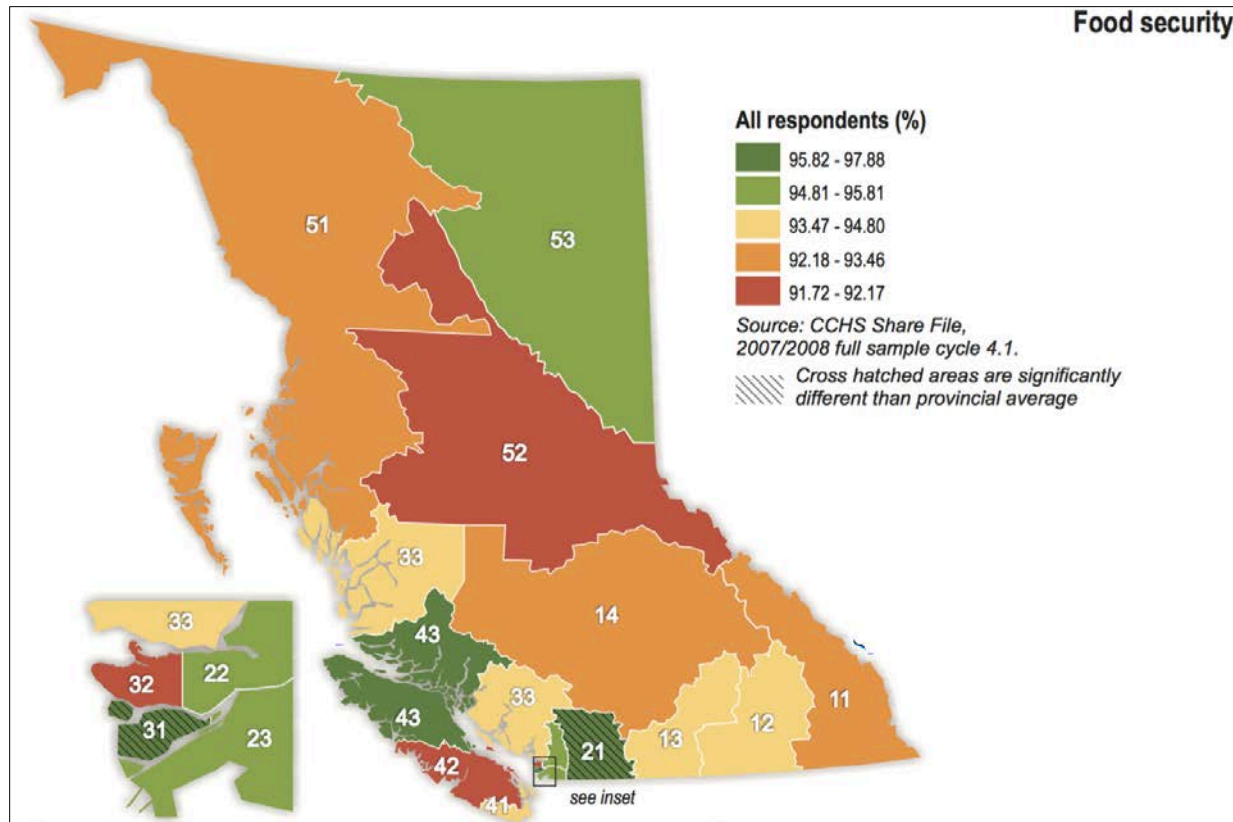 Food security
All respondents (%)
95.82 - 97.88
94.81 - 95.81
93.47 - 94.80
92.18 - 93.46
91.72 - 92.17
Source: CCHS Share File,
2007/2008 full sample cycle 4.1.
Cross hatched areas are significantly
different than provincial average
51
53
52
33
14
43
33
43
11
12
13
21
42
41
see inset
33
32
22
31
23